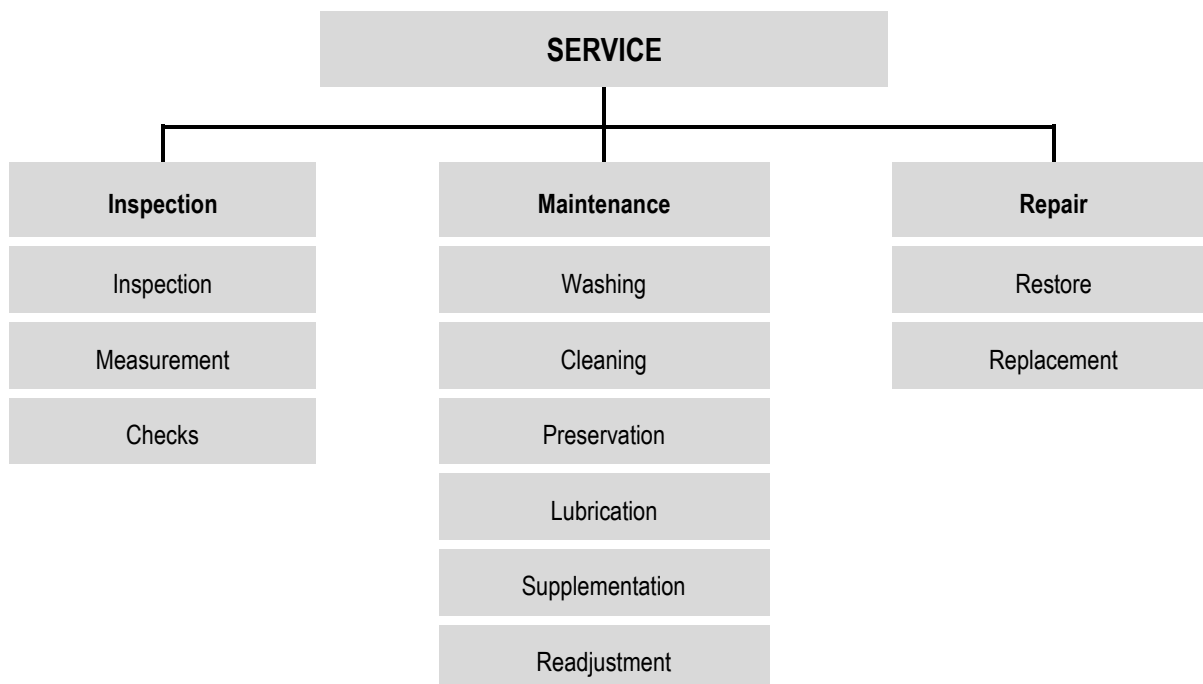 SERVICE
Inspection
Inspection
Measurement
Checks
Maintenance
Washing
Cleaning
Preservation
Lubrication
Supplementation
Readjustment
Repair
Restore
Replacement